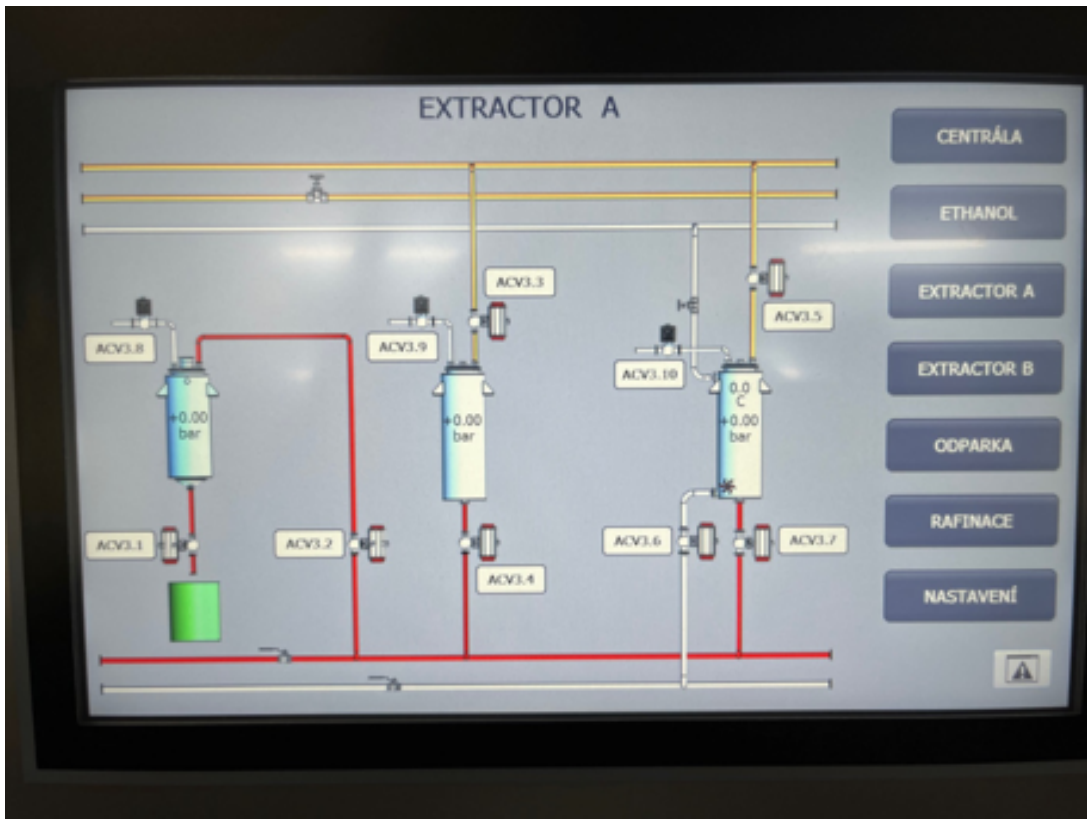 EXTRACTOR A
CENTRÁLA
ETHANOL
EXTRACTOR A
EXTRACTOR B
ODPARKA
RAFINACE
NASTAVENÍ
ACV3.3
ACV3.5
ACV3.8
ACV3.9
ACV3.10
+0.00
bar
+0.00
bar
0.0
C
+0.00
bar
ACV3.1
ACV3.2
ACV3.4
ACV3.6
ACV3.7